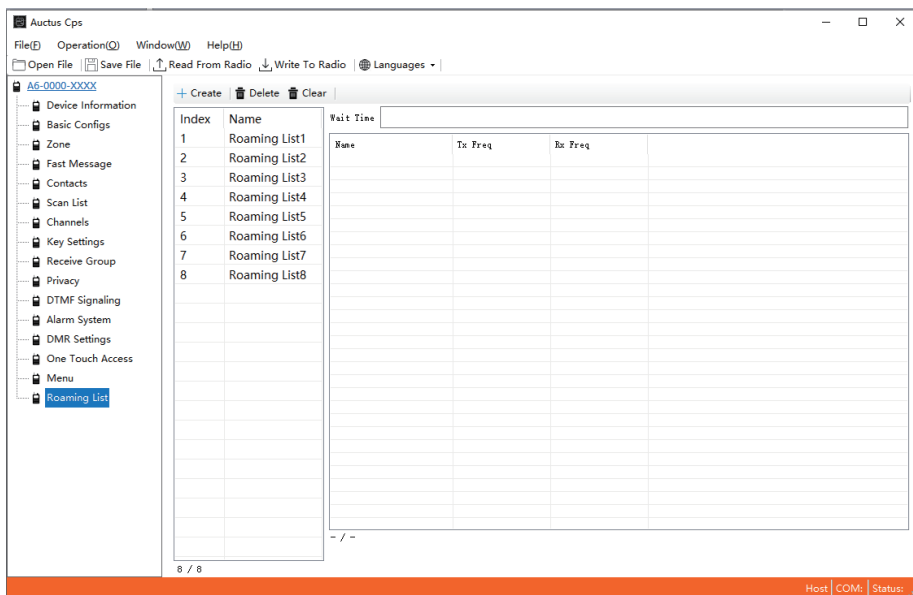 Auctus Cps
File(F) Operation(O) Window(W) Help(H)
Open File Save File Read From Radio Write To Radio Languages
A6-0000-XXXX
Device Information
Basic Configs
Zone
Fast Message
Contacts
Scan List
Channels
Key Settings
Receive Group
Privacy
DTMF Signaling
Alarm System
DMR Settings
One Touch Access
Menu
Roaming List
Create Delete Clear
Index Name
1 Roaming List1
2 Roaming List2
3 Roaming List3
4 Roaming List4
5 Roaming List5
6 Roaming List6
7 Roaming List7
8 Roaming List8
8 / 8
Wait Time
Name Tx Freq Rx Freq
- / -
Host COM: Status: